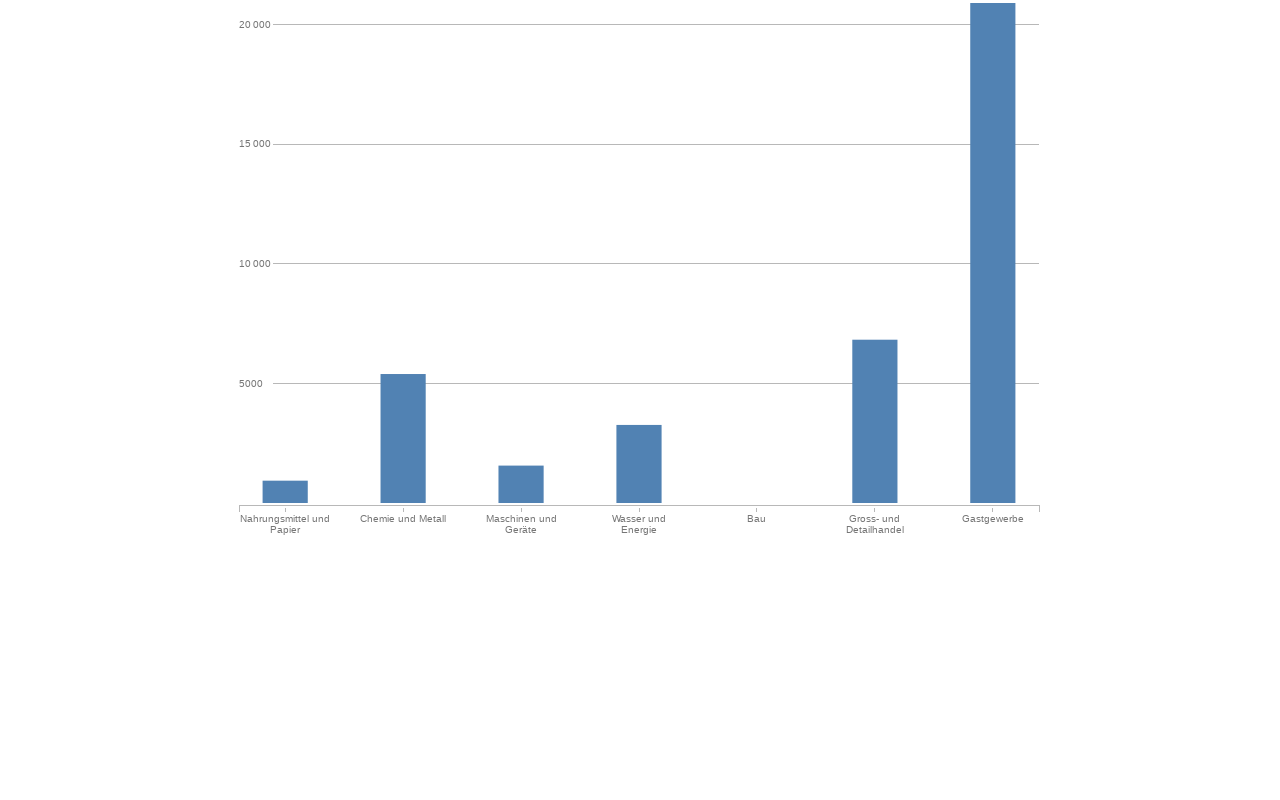 20 000
15 000
10 000
5000
Nahrungsmittel und
Papier
Chemie und Metall
Maschinen und
Geräte
Wasser und
Energie
Bau
Gross- und
Detailhandel
Gastgewerbe